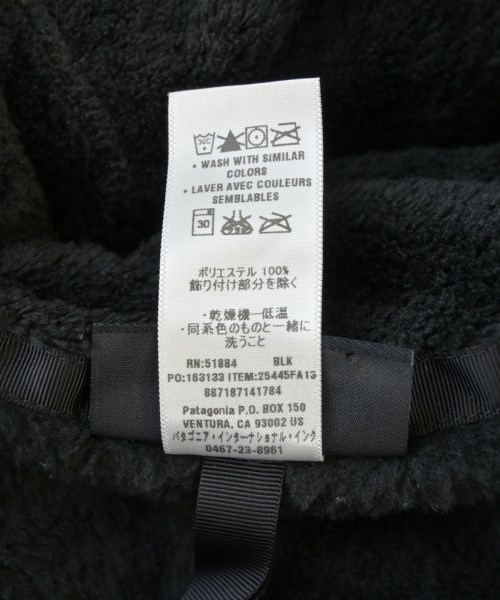 30C
• WASH WITH SIMILAR
COLORS
• LAVER AVEC COULEURS
SEMBLABLES
30
ポリエステル 100%
飾り付け部分を除く
・乾燥機−低温
・同系色のものと一緒に
洗うこと
RN:51884 BLK
PO:163133 ITEM:25445FA13
887187141784
Patagonia P.O. BOX 150
VENTURA, CA 93002 US
パタゴニア・インターナショナル・インク
0467-23-8961